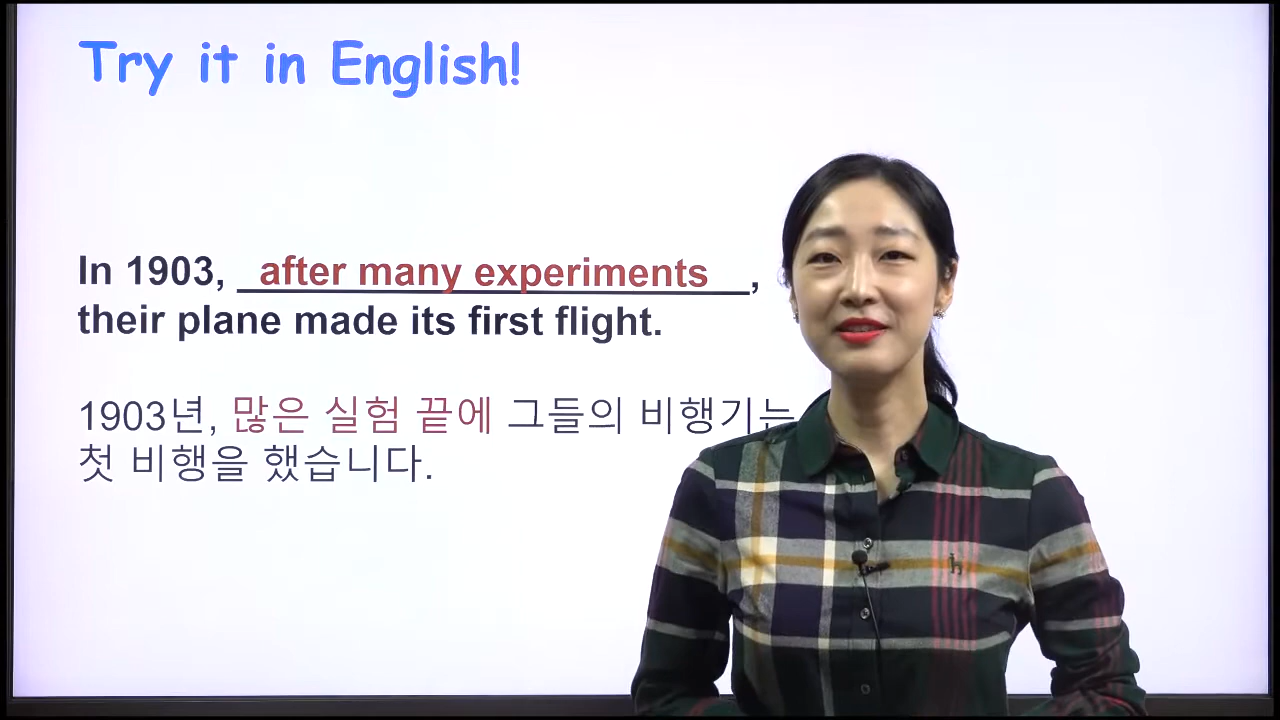 Try it in English!
In 1903, after many experiments,
their plane made its first flight.
1903년, 많은 실험 끝에 그들의 비행기는
첫 비행을 했습니다.